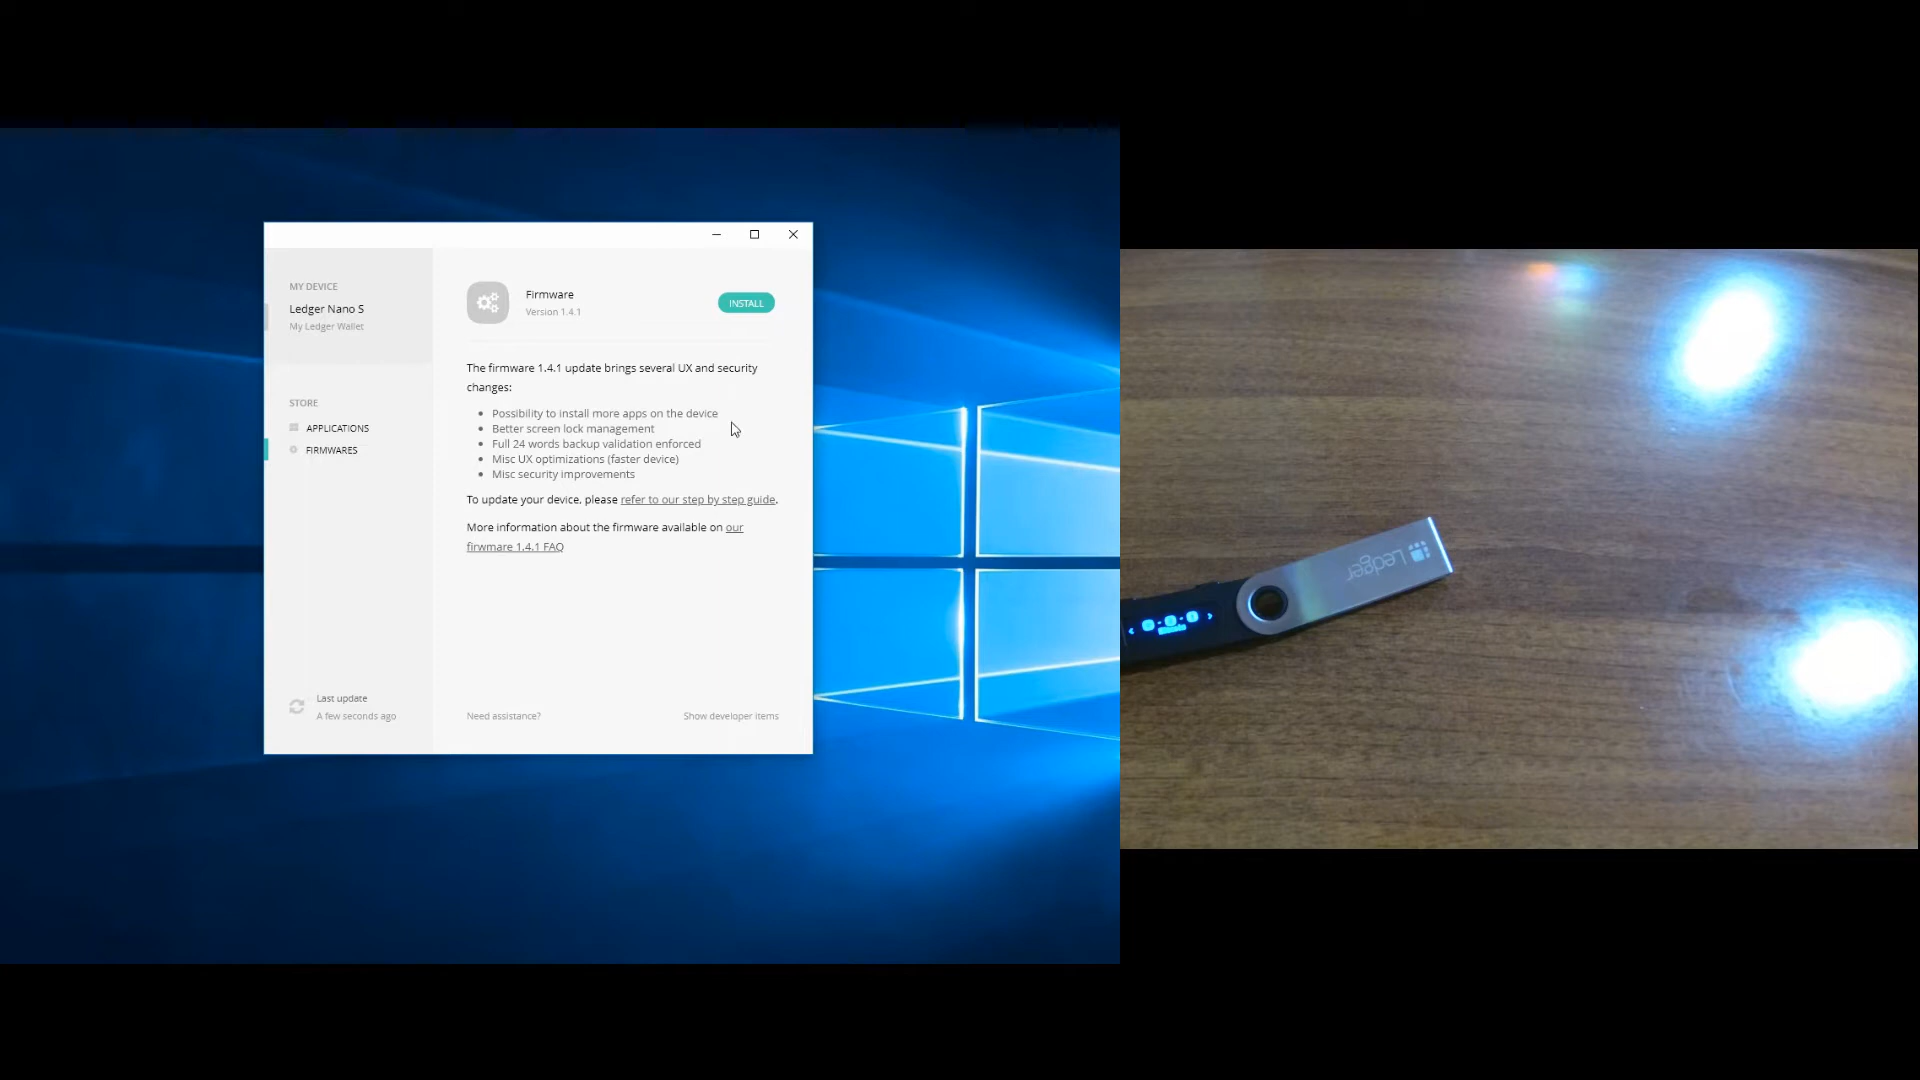 MY DEVICE
Ledger Nano S
My Ledger Wallet
STORE
APPLICATIONS
FIRMWARES
Last update
A few seconds ago
Firmware
Version 1.4.1
INSTALL
The firmware 1.4.1 update brings several UX and security
changes:
Possibility to install more apps on the device
Better screen lock management
Full 24 words backup validation enforced
Misc UX optimizations (faster device)
Misc security improvements
To update your device, please refer to our step by step guide.
More information about the firmware available on our
firwmare 1.4.1 FAQ
Need assistance?
Show developer items
Ledger